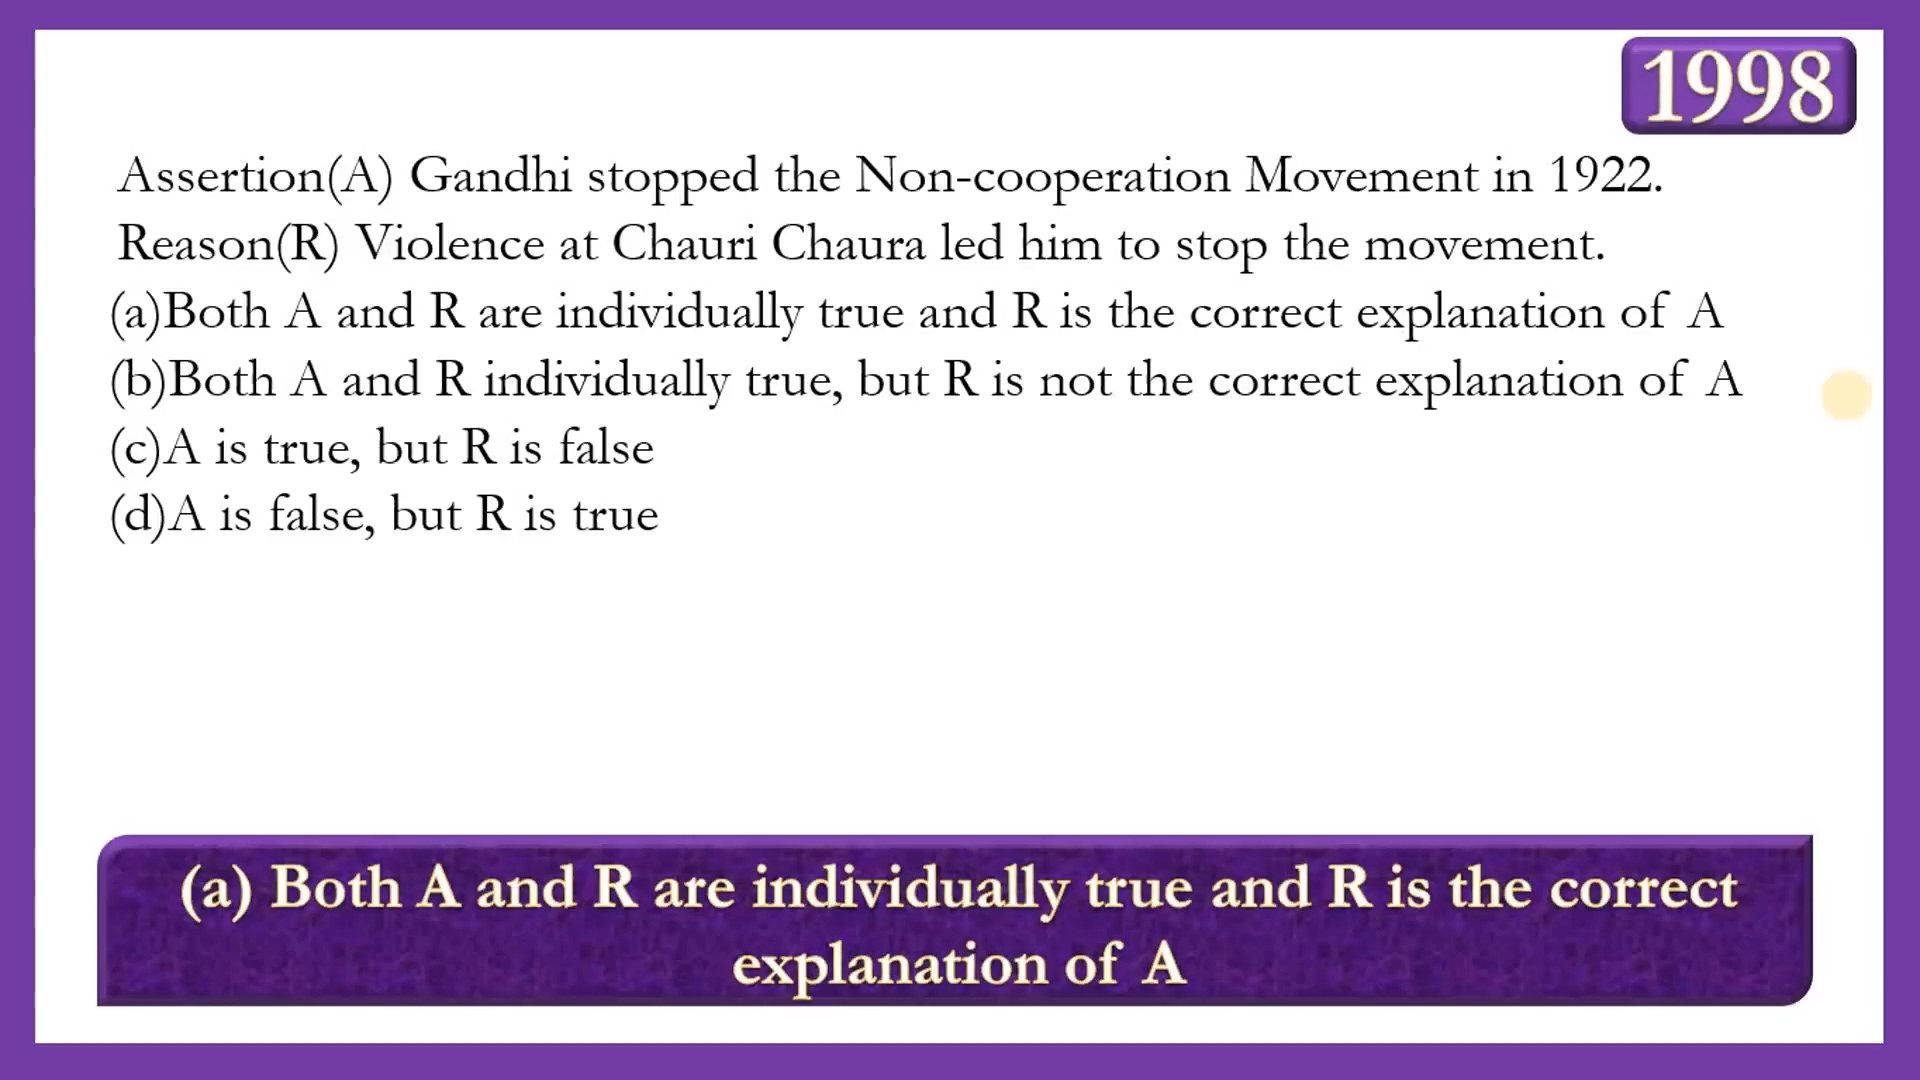 1998
Assertion(A) Gandhi stopped the Non-cooperation Movement in 1922.
Reason(R) Violence at Chauri Chaura led him to stop the movement.
(a)Both A and R are individually true and R is the correct explanation of A
(b)Both A and R individually true, but R is not the correct explanation of A
(c)A is true, but R is false
(d)A is false, but R is true
(a) Both A and R are individually true and R is the correct
explanation of A